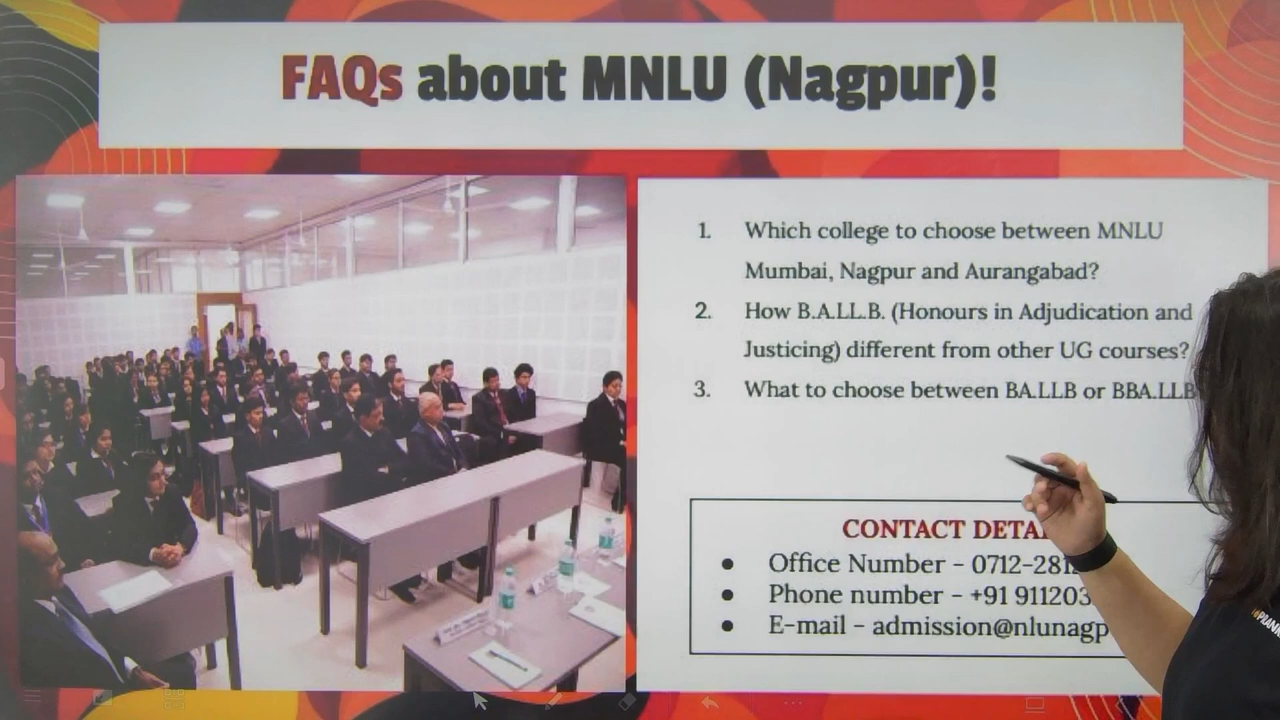 FAQs about MNLU (Nagpur)!
1. Which college to choose between MNLU
Mumbai, Nagpur and Aurangabad?
2. How B.A.LL.B. (Honours in Adjudication and
Justicing) different from other UG courses?
3. What to choose between BA.LLB or BBA.LLB
CONTACT
• Office Number - 0712-281
• Phone number - +91 911203
• E-mail - admission@nlunagp